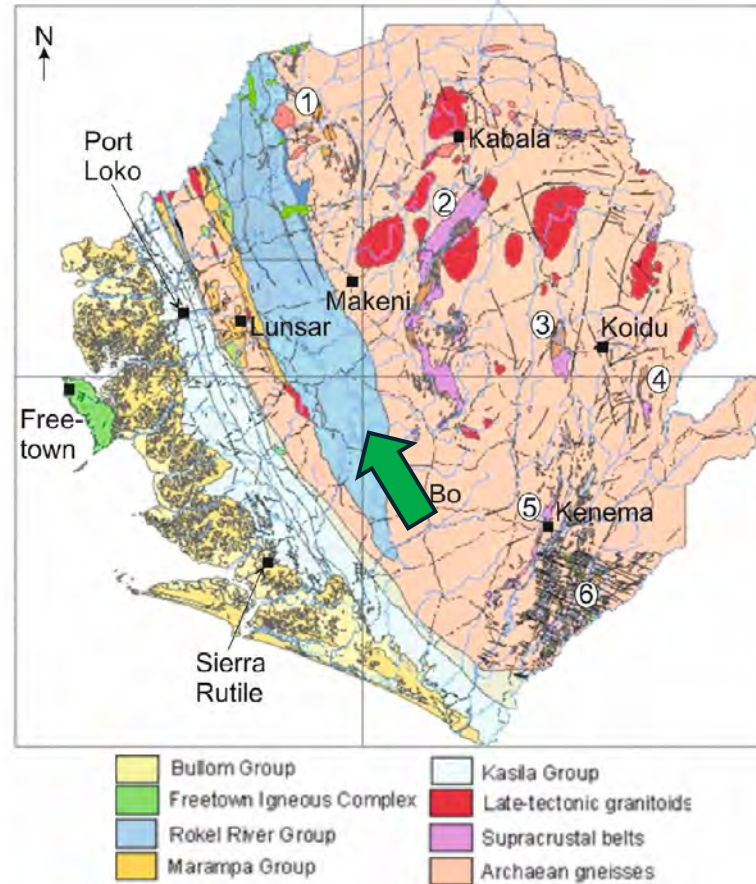 N
1
Port
Loko
Kabala
2
Makeni
Lunsar
3
Koidu
4
Free-
town
Bo
5
Kenema
6
Sierra
Rutile
Bullom Group
Freetown Igneous Complex
Rokel River Group
Marampa Group
Kasila Group
Late-tectonic granitoids
Supracrustal belts
Archaean gneisses